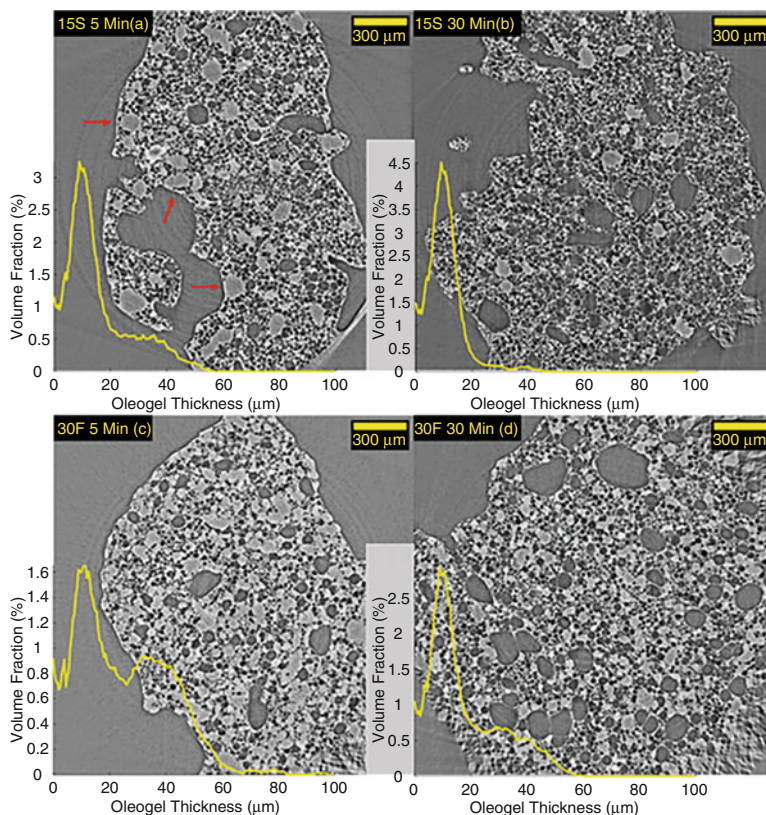 15S 5 Min(a)
300 μm
15S 30 Min(b)
300 μm
Volume Fraction (%)
3
2.5
2
1.5
1
0.5
0
0 20 40 60 80 100
Oleogel Thickness (μm)
Volume Fraction (%)
4.5
4
3.5
3
2.5
2
1.5
1
0.5
0
0 20 40 60 80 100
Oleogel Thickness (μm)
30F 5 Min (c)
300 μm
30F 30 Min (d)
300 μm
Volume Fraction (%)
1.6
1.4
1.2
1
0.8
0.6
0.4
0.2
0
0 20 40 60 80 100
Oleogel Thickness (μm)
Volume Fraction (%)
2.5
2
1.5
1
0.5
0
0 20 40 60 80 100
Oleogel Thickness (μm)